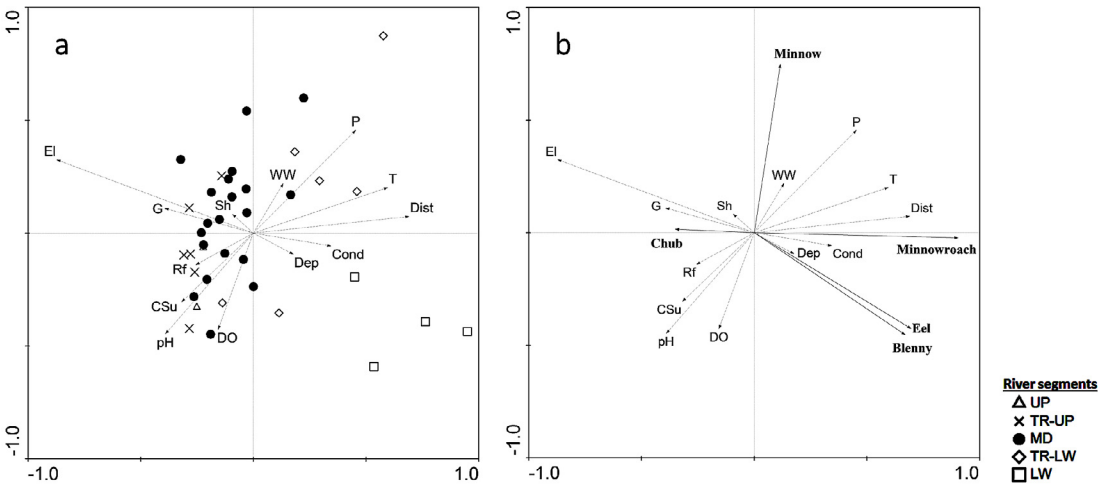 1.0
a
El
P
WW
T
G
Sh
Dist
Cond
Dep
Rf
CSu
pH
DO
-1.0
-1.0
1.0
1.0
b
Minnow
El
P
WW
T
G
Sh
Dist
Chub
Minnowroach
Dep
Cond
Rf
CSu
pH
DO
Eel
Blenny
-1.0
1.0
River segments
UP
TR-UP
MD
TR-LW
LW